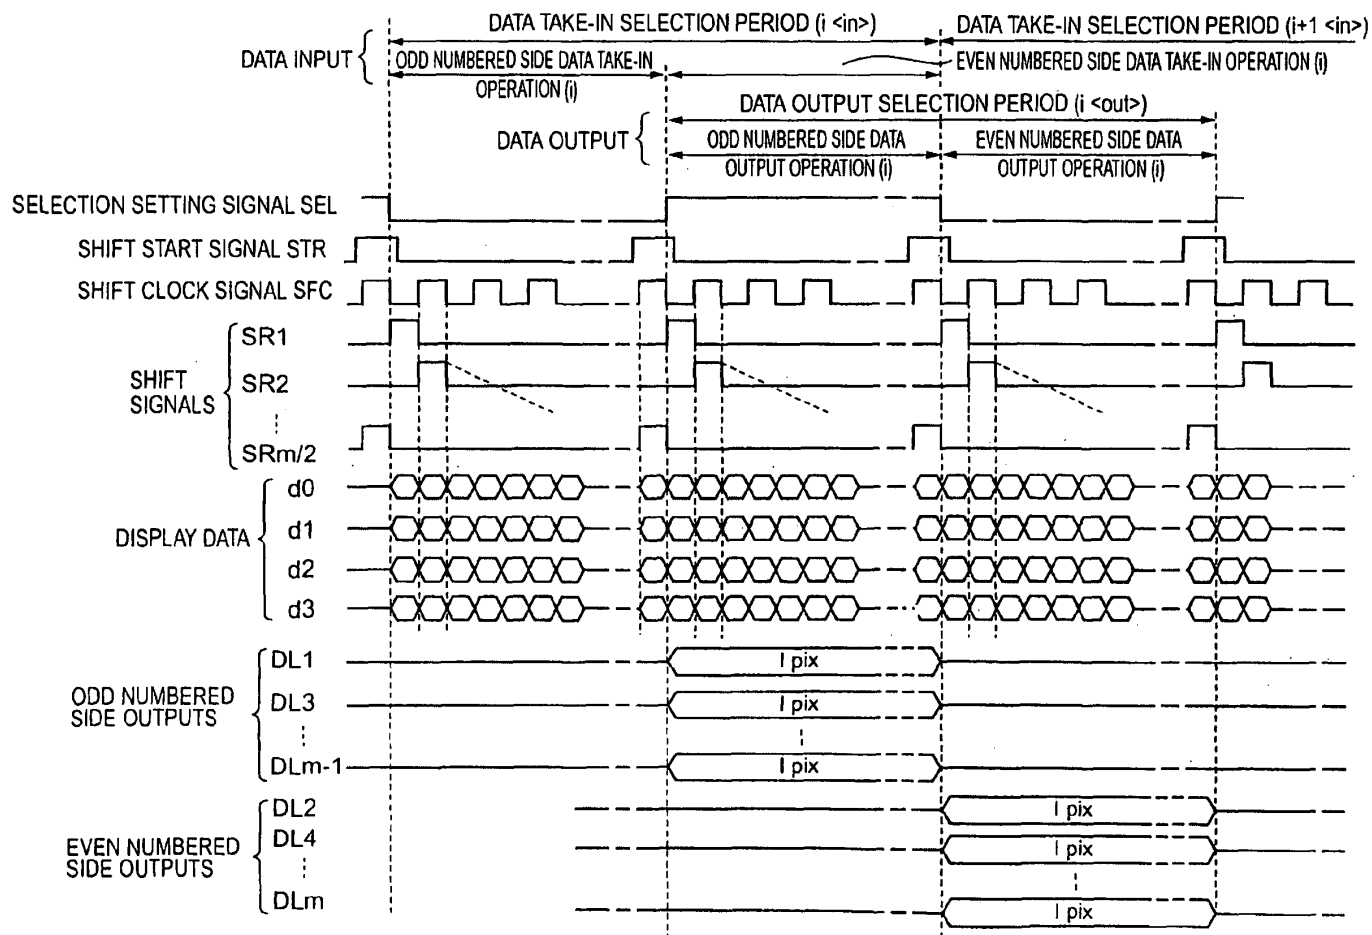 DATA TAKE-IN SELECTION PERIOD (i <in>)
DATA TAKE-IN SELECTION PERIOD (i+1 <in>)
DATA INPUT
ODD NUMBERED SIDE DATA TAKE-IN
OPERATION (i)
EVEN NUMBERED SIDE DATA TAKE-IN OPERATION (i)
DATA OUTPUT SELECTION PERIOD (i <out>)
DATA OUTPUT
ODD NUMBERED SIDE DATA
OUTPUT OPERATION (i)
EVEN NUMBERED SIDE DATA
OUTPUT OPERATION (i)
SELECTION SETTING SIGNAL SEL
SHIFT START SIGNAL STR
SHIFT CLOCK SIGNAL SFC
SHIFT
SIGNALS
SR1
SR2
SRm/2
DISPLAY DATA
d0
d1
d2
d3
ODD NUMBERED
SIDE OUTPUTS
DL1
I pix
DL3
I pix
DLm-1
I pix
EVEN NUMBERED
SIDE OUTPUTS
DL2
I pix
DL4
I pix
DLm
I pix